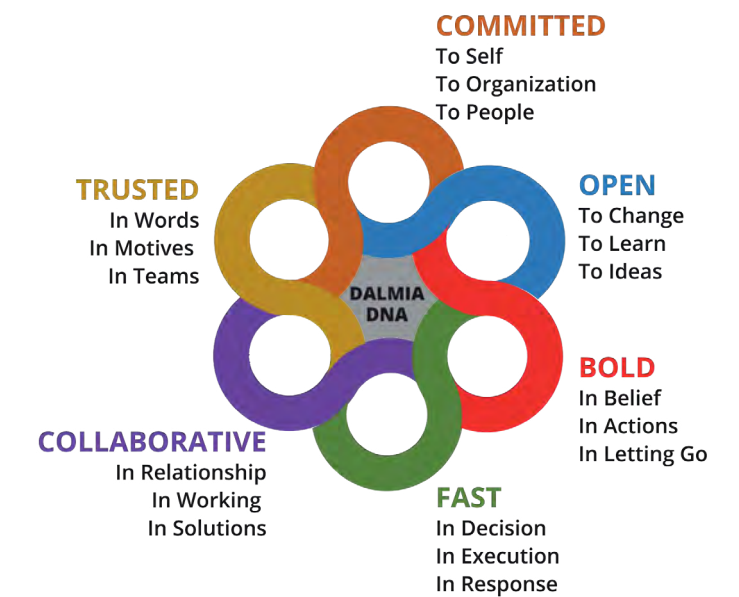 COMMITTED
To Self
To Organization
To People
OPEN
To Change
To Learn
To Ideas
BOLD
In Belief
In Actions
In Letting Go
FAST
In Decision
In Execution
In Response
COLLABORATIVE
In Relationship
In Working
In Solutions
TRUSTED
In Words
In Motives
In Teams
DALMIA
DNA